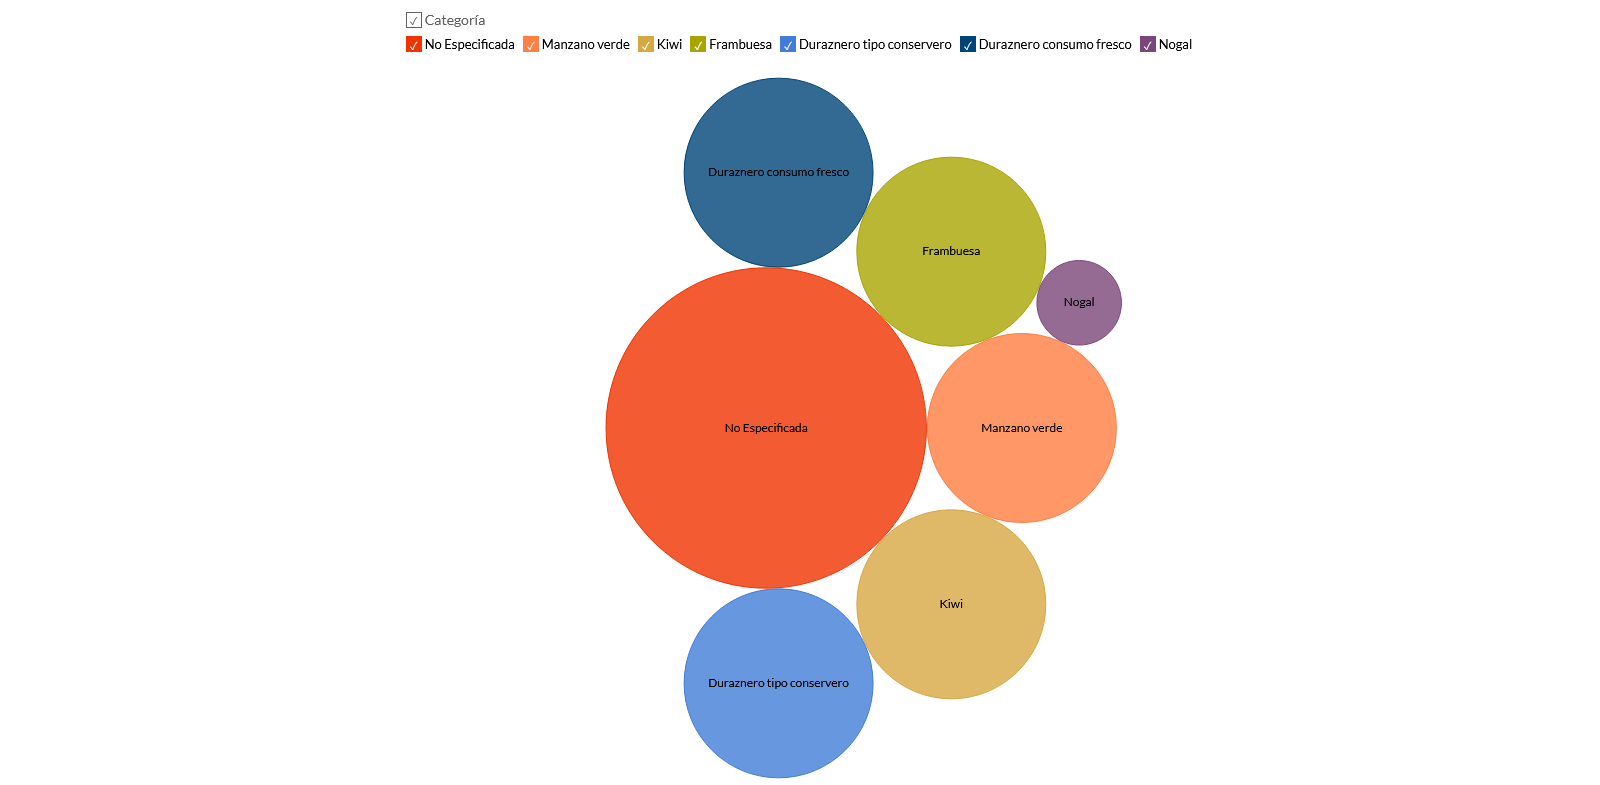 Categoría
No Especificada Manzano verde Kiwi Frambuesa Duraznero tipo conservero Duraznero consumo fresco Nogal
Duraznero consumo fresco
Frambuesa
Nogal
No Especificada
Manzano verde
Kiwi
Duraznero tipo conservero